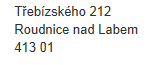 Třebízského 212
Roudnice nad Labem
413 01